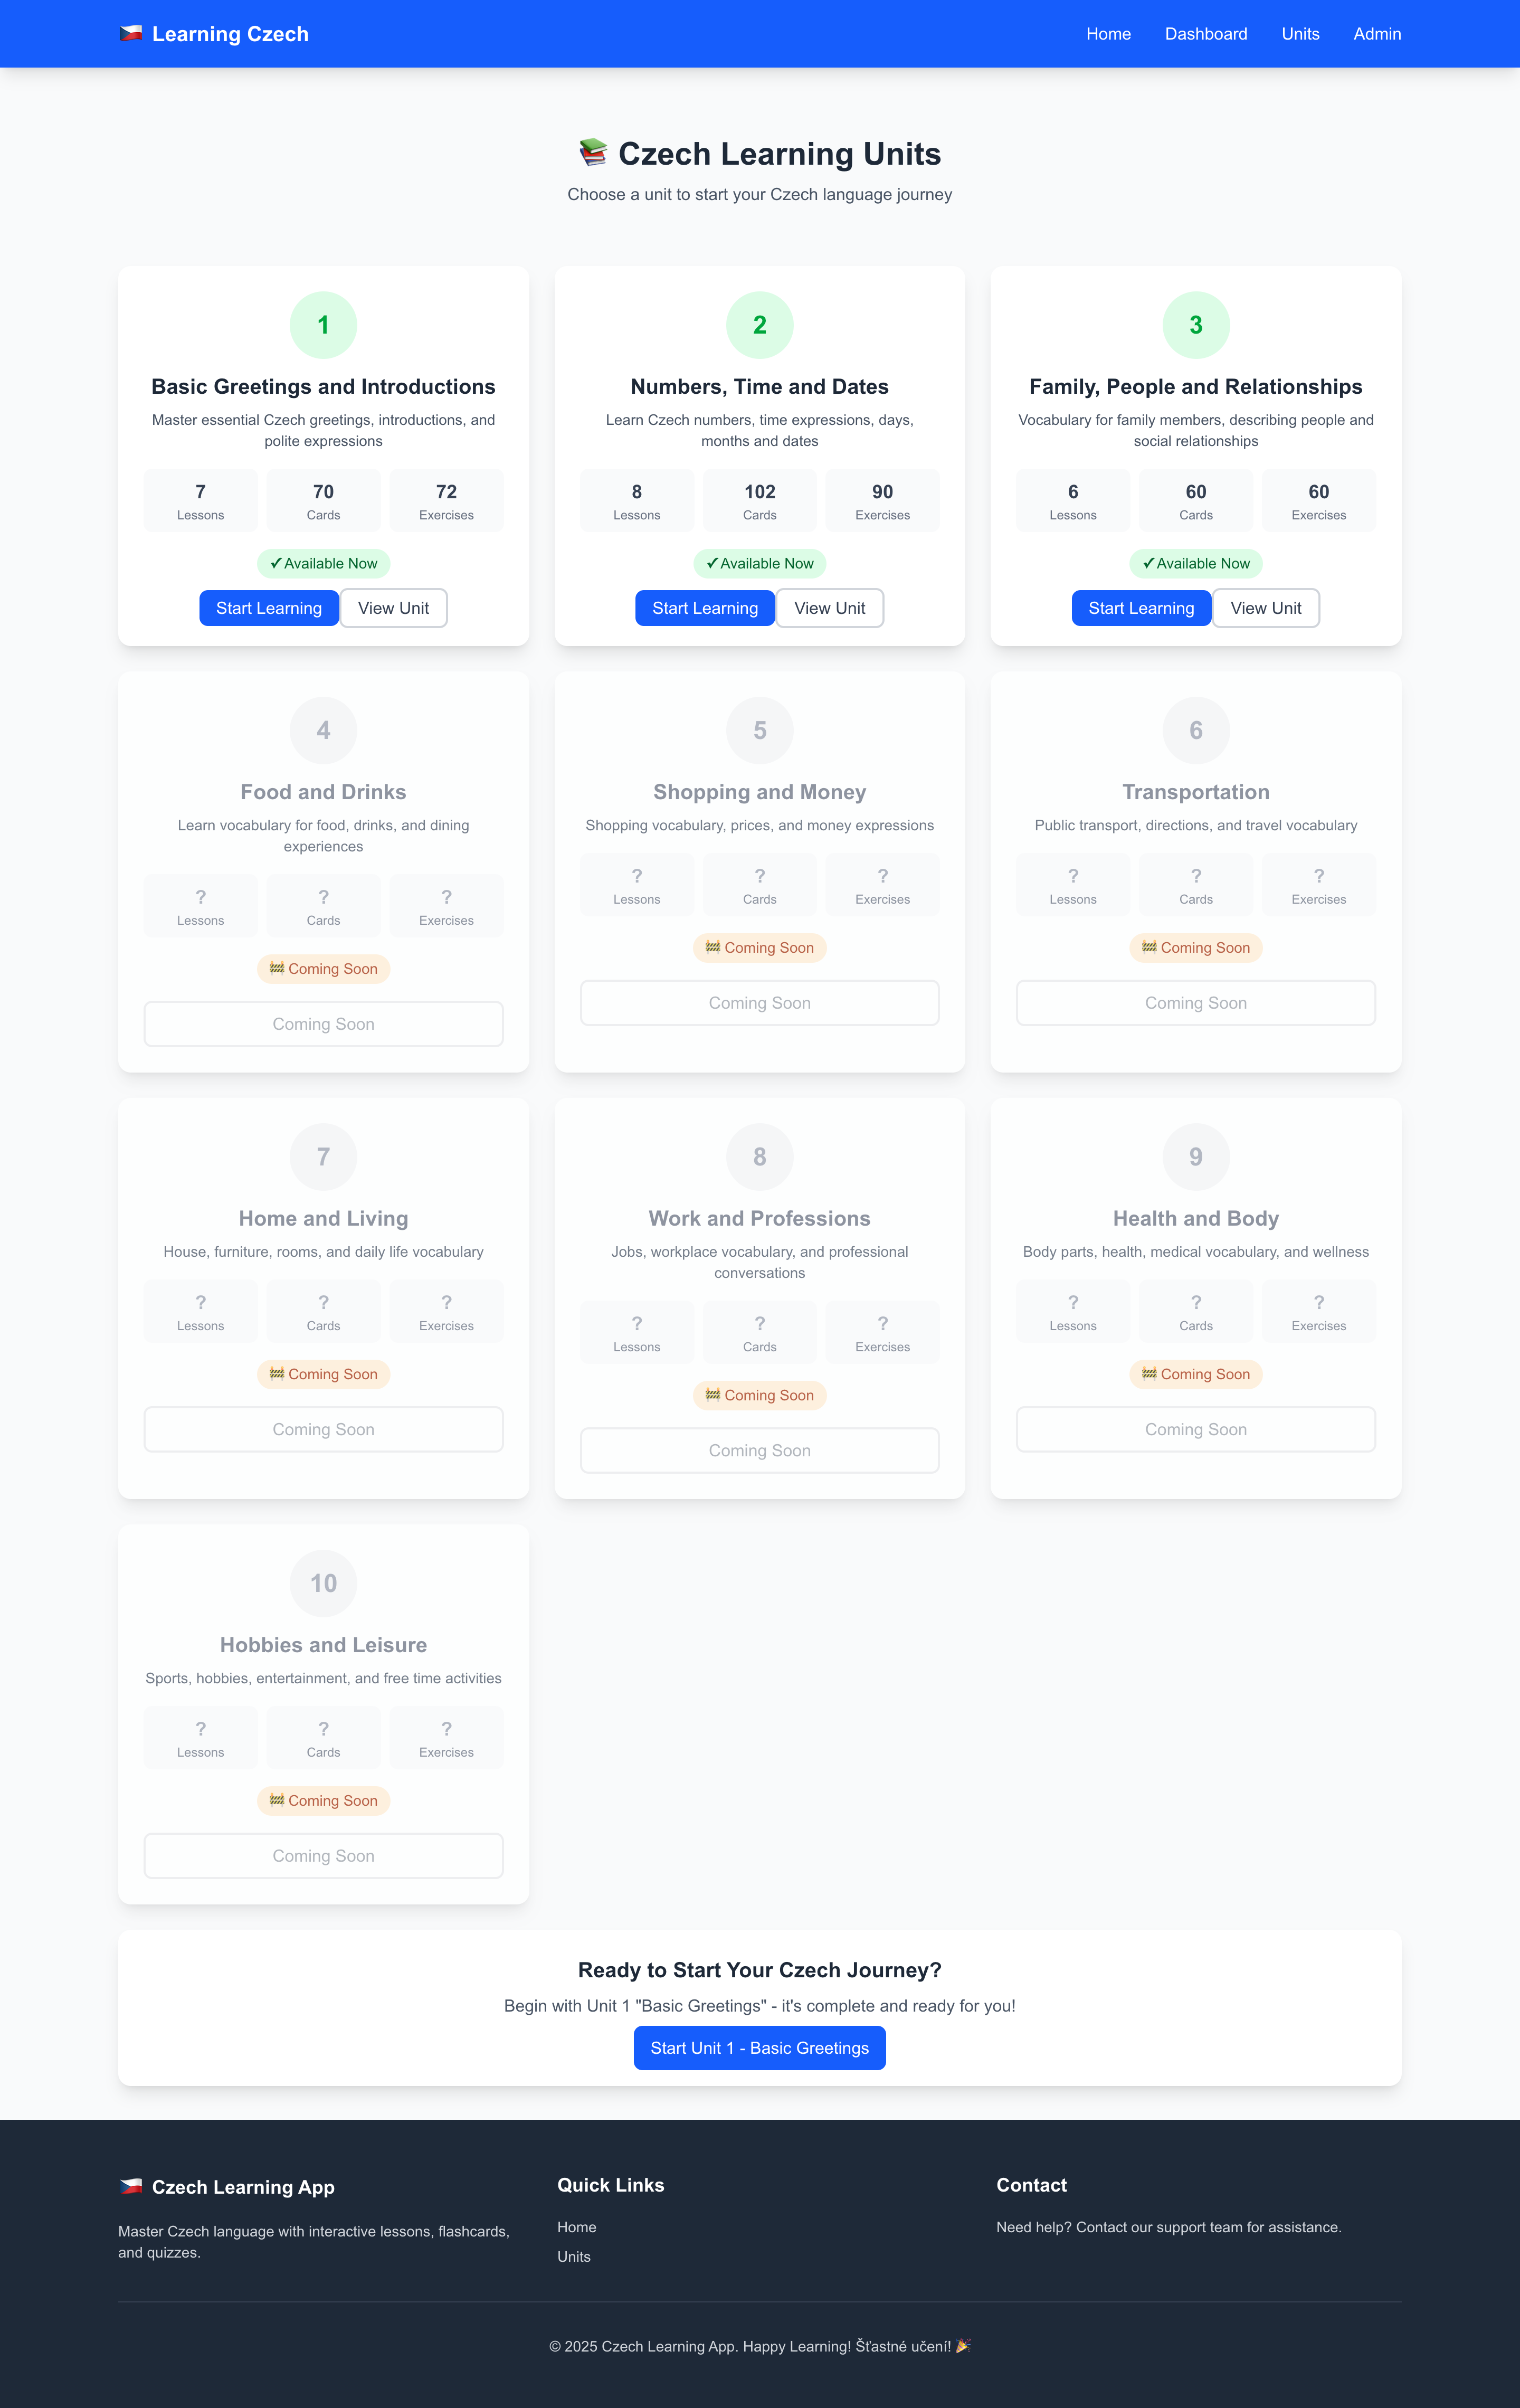 🇨🇿 Learning Czech
Home
Dashboard
Units
Admin
📚 Czech Learning Units
Choose a unit to start your Czech language journey
1
Basic Greetings and Introductions
Master essential Czech greetings, introductions, and
polite expressions
7
Lessons
70
Cards
72
Exercises
✓Available Now
Start Learning
View Unit
2
Numbers, Time and Dates
Learn Czech numbers, time expressions, days,
months and dates
8
Lessons
102
Cards
90
Exercises
✓Available Now
Start Learning
View Unit
3
Family, People and Relationships
Vocabulary for family members, describing people and
social relationships
6
Lessons
60
Cards
60
Exercises
✓Available Now
Start Learning
View Unit
4
Food and Drinks
Learn vocabulary for food, drinks, and dining
experiences
?
Lessons
?
Cards
?
Exercises
🚧 Coming Soon
Coming Soon
5
Shopping and Money
Shopping vocabulary, prices, and money expressions
?
Lessons
?
Cards
?
Exercises
🚧 Coming Soon
Coming Soon
6
Transportation
Public transport, directions, and travel vocabulary
?
Lessons
?
Cards
?
Exercises
🚧 Coming Soon
Coming Soon
7
Home and Living
House, furniture, rooms, and daily life vocabulary
?
Lessons
?
Cards
?
Exercises
🚧 Coming Soon
Coming Soon
8
Work and Professions
Jobs, workplace vocabulary, and professional
conversations
?
Lessons
?
Cards
?
Exercises
🚧 Coming Soon
Coming Soon
9
Health and Body
Body parts, health, medical vocabulary, and wellness
?
Lessons
?
Cards
?
Exercises
🚧 Coming Soon
Coming Soon
10
Hobbies and Leisure
Sports, hobbies, entertainment, and free time activities
?
Lessons
?
Cards
?
Exercises
🚧 Coming Soon
Coming Soon
Ready to Start Your Czech Journey?
Begin with Unit 1 "Basic Greetings" - it's complete and ready for you!
Start Unit 1 - Basic Greetings
🇨🇿 Czech Learning App
Master Czech language with interactive lessons, flashcards,
and quizzes.
Quick Links
Home
Units
Contact
Need help? Contact our support team for assistance.
© 2025 Czech Learning App. Happy Learning! Šťastné učení! 🎉